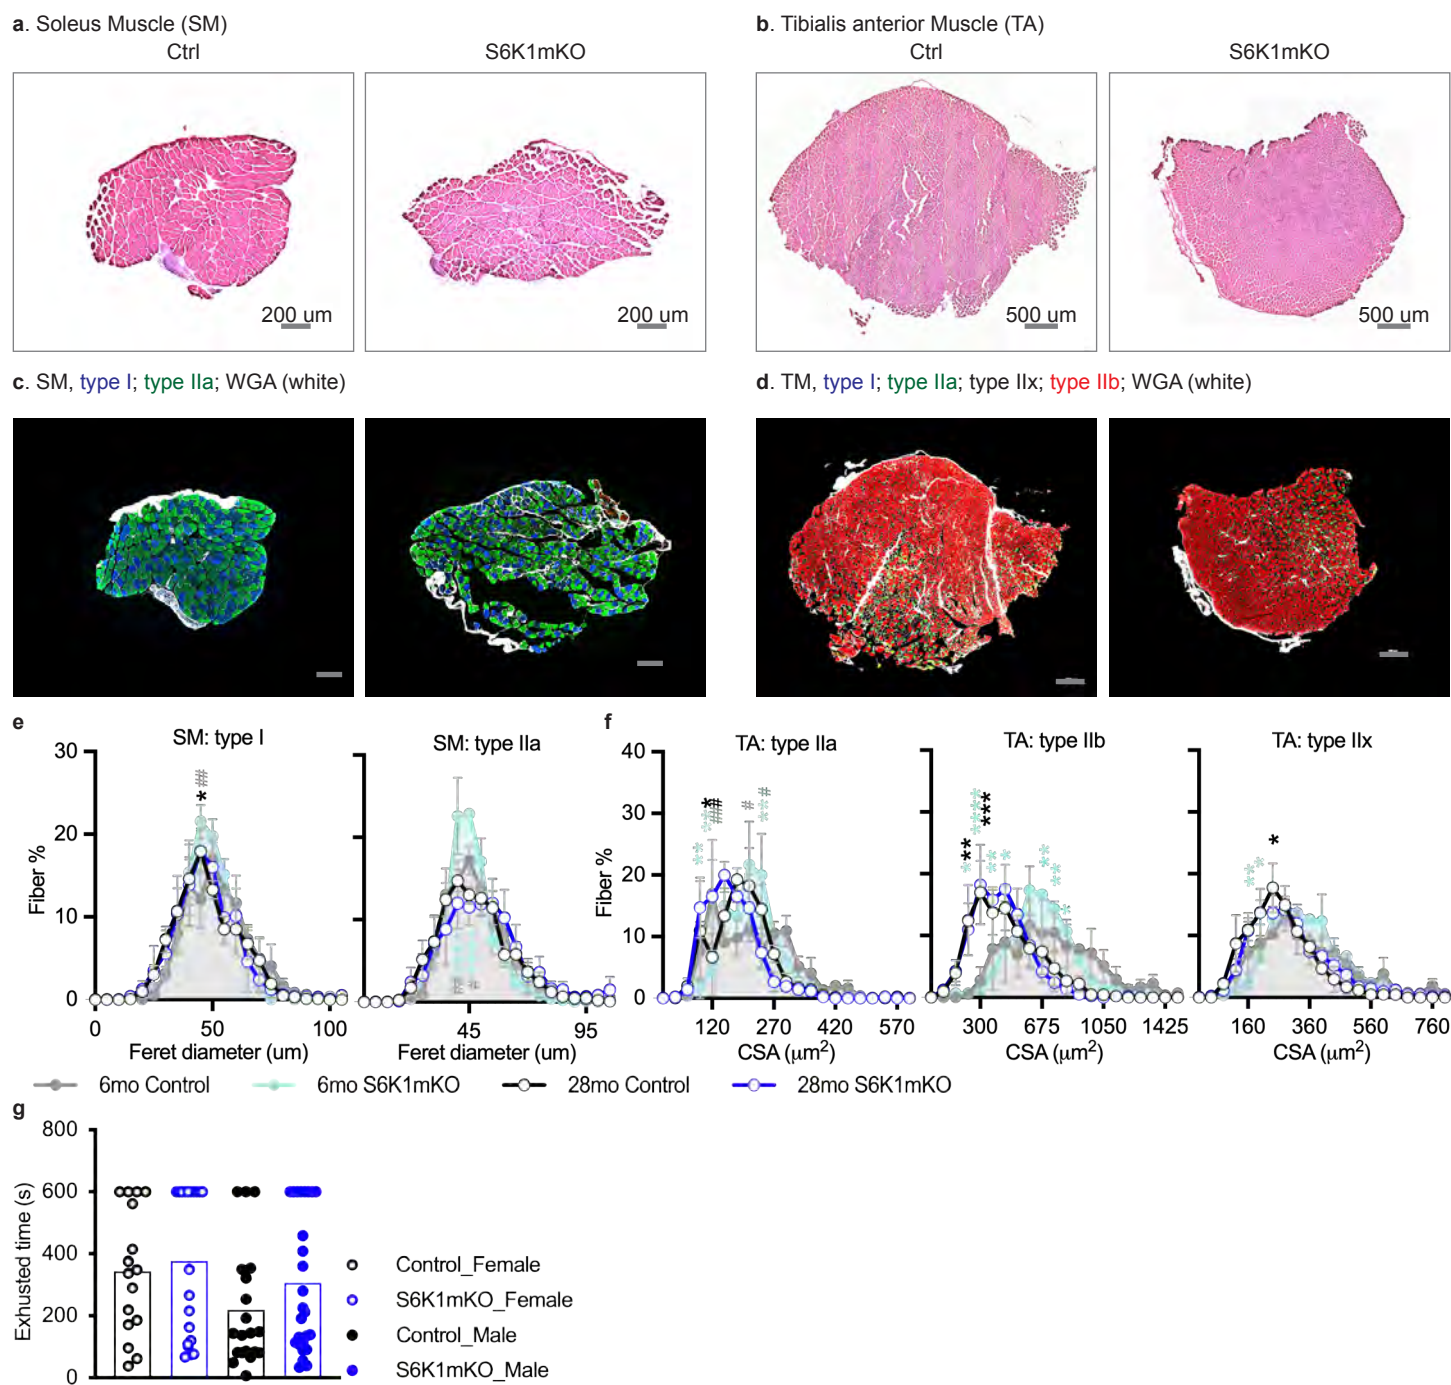 a. Soleus Muscle (SM)
Ctrl
S6K1mKO
200 um
200 um
b. Tibialis anterior Muscle (TA)
Ctrl
S6K1mKO
500 um
500 um
c. SM, type I; type IIa; WGA (white)
d. TM, type I; type IIa; type IIx; type IIb; WGA (white)
e
SM: type I
SM: type IIa
Fiber %
30
20
10
0
0 50 100
45 95
Feret diameter (um)
Feret diameter (um)
f
TA: type IIa
TA: type IIb
TA: type IIx
Fiber %
40
30
20
10
0
120 270 420 570
300 675 1050 1425
160 360 560 760
CSA (μm²)
CSA (μm²)
CSA (μm²)
6mo Control
6mo S6K1mKO
28mo Control
28mo S6K1mKO
g
Exhusted time (s)
800
600
400
200
0
Control_Female
S6K1mKO_Female
Control_Male
S6K1mKO_Male